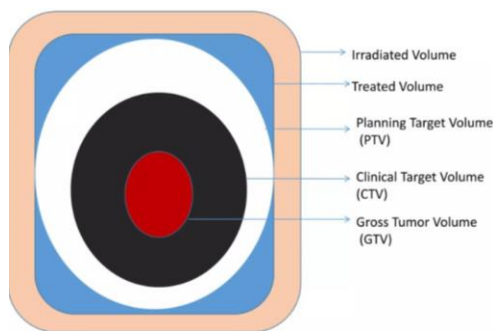 Irradiated Volume
Treated Volume
Planning Target Volume
(PTV)
Clinical Target Volume
(CTV)
Gross Tumor Volume
(GTV)